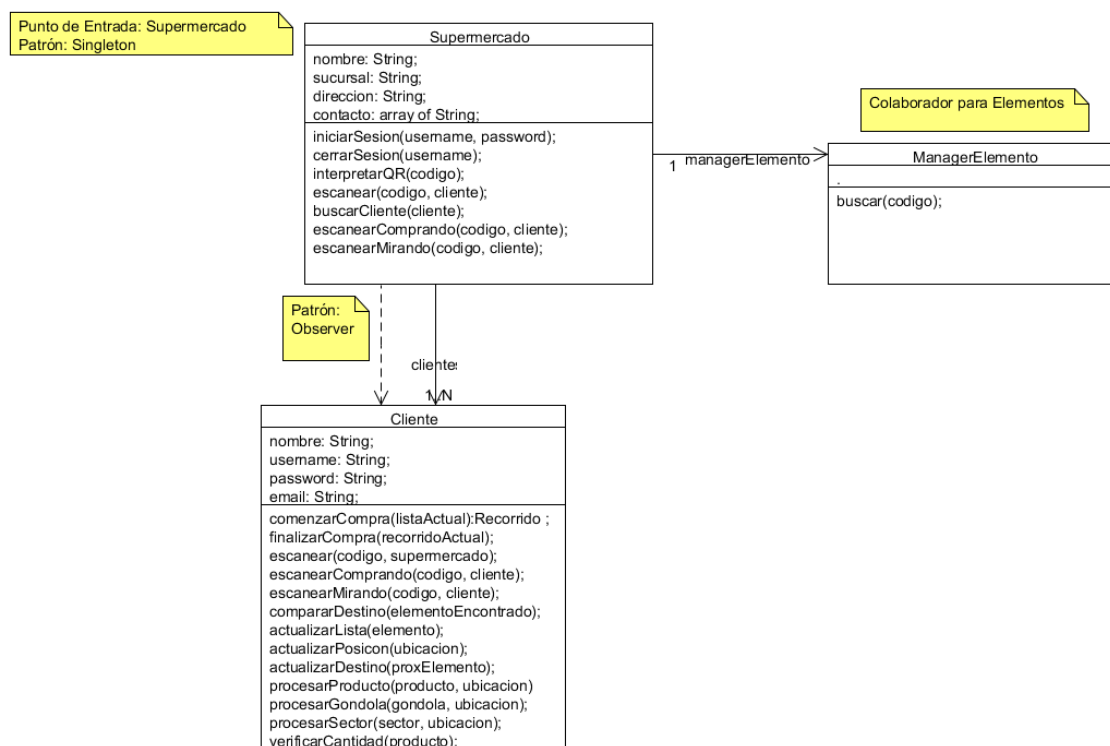 Punto de Entrada: Supermercado
Patrón: Singleton
Supermercado
nombre: String;
sucursal: String;
direccion: String;
contacto: array of String;
iniciarSesion(username, password);
cerrarSesion(username);
interpretarQR(codigo);
escanear(codigo, cliente);
buscarCliente(cliente);
escanearComprando(codigo, cliente);
escanearMirando(codigo, cliente);
1 managerElemento
Colaborador para Elementos
ManagerElemento
.
buscar(codigo);
Patrón:
Observer
clientes
1..N
Cliente
nombre: String;
username: String;
password: String;
email: String;
comenzarCompra(listaActual):Recorrido ;
finalizarCompra(recorridoActual);
escanear(codigo, supermercado);
escanearComprando(codigo, cliente);
escanearMirando(codigo, cliente);
compararDestino(elementoEncontrado);
actualizarLista(elemento);
actualizarPosicon(ubicacion);
actualizarDestino(proxElemento);
procesarProducto(producto, ubicacion)
procesarGondola(gondola, ubicacion);
procesarSector(sector, ubicacion);
verificarCantidad(producto);